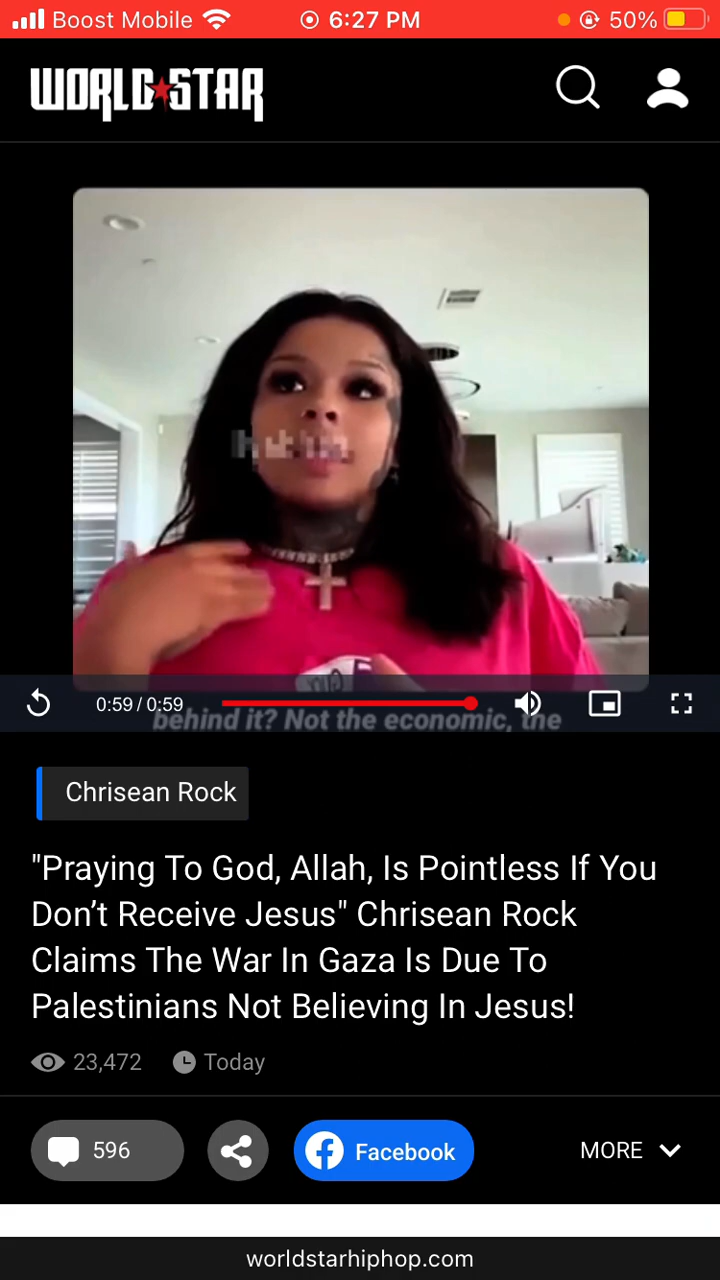 Boost Mobile 6:27 PM 50%
WORLD STAR
0:59 / 0:59
behind it? Not the economic, the
Chrisean Rock
"Praying To God, Allah, Is Pointless If You
Don’t Receive Jesus" Chrisean Rock
Claims The War In Gaza Is Due To
Palestinians Not Believing In Jesus!
23,472 Today
596 Facebook MORE
worldstarhiphop.com